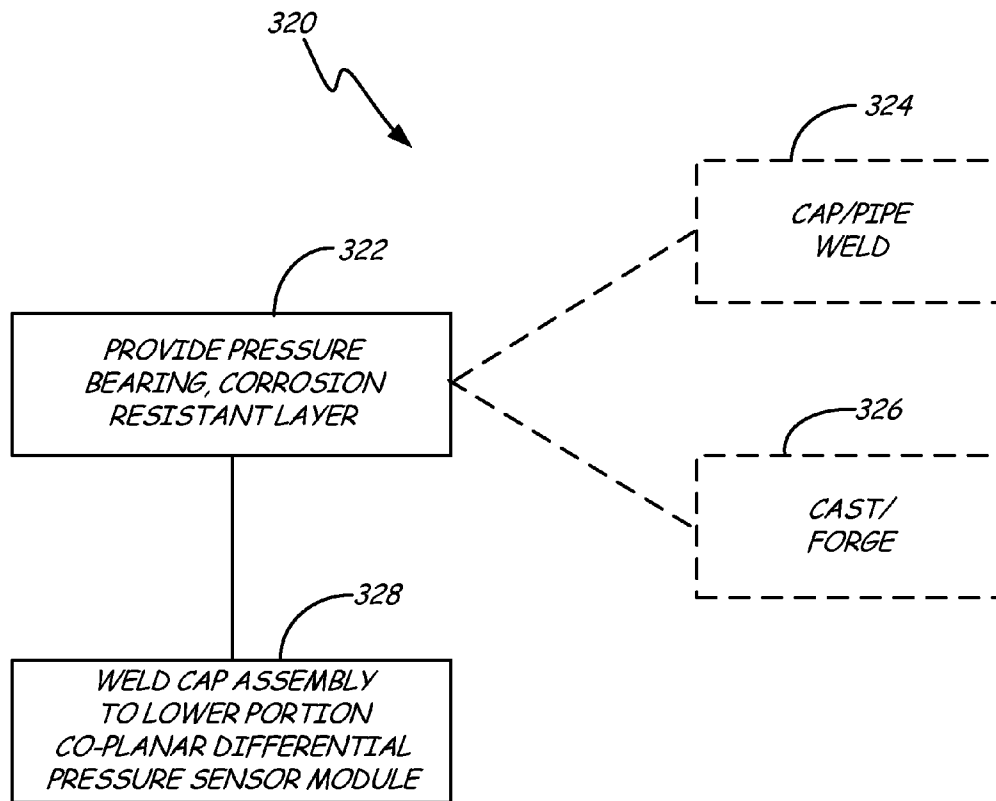 320
324
CAP/PIPE
WELD
322
PROVIDE PRESSURE
BEARING, CORROSION
RESISTANT LAYER
326
CAST/
FORGE
328
WELD CAP ASSEMBLY
TO LOWER PORTION
CO-PLANAR DIFFERENTIAL
PRESSURE SENSOR MODULE